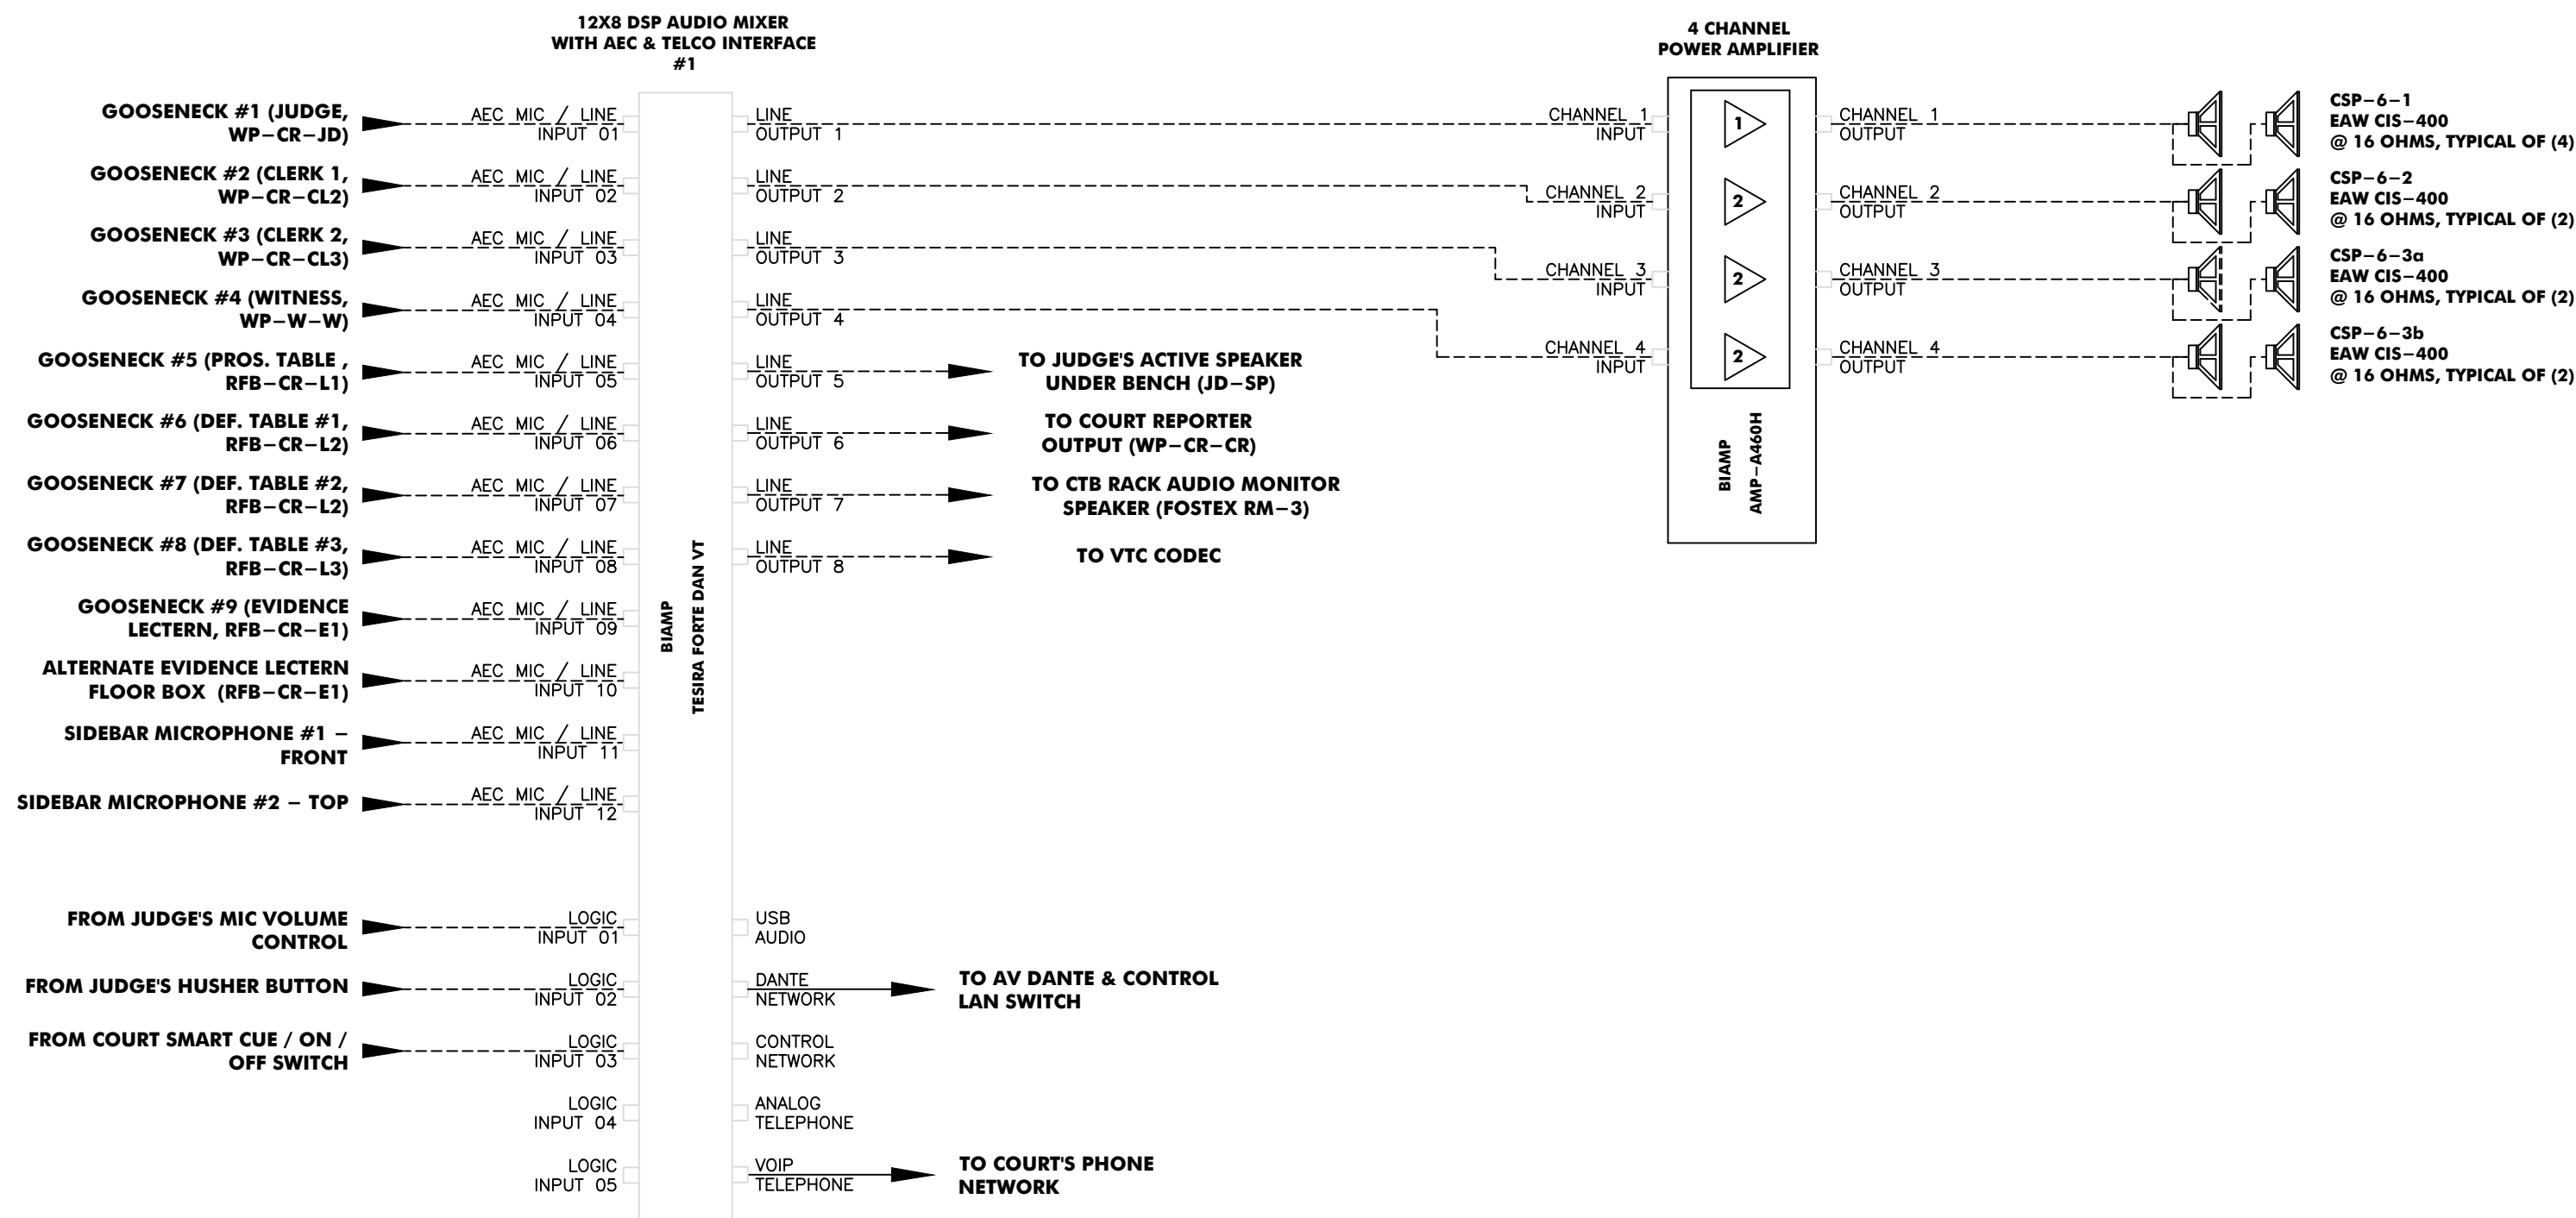 12X8 DSP AUDIO MIXER
WITH AEC & TELCO INTERFACE
#1
4 CHANNEL
POWER AMPLIFIER
GOOSENECK #1 (JUDGE,
WP-CR-JD)
AEC MIC / LINE
INPUT 01
GOOSENECK #2 (CLERK 1,
WP-CR-CL2)
AEC MIC / LINE
INPUT 02
GOOSENECK #3 (CLERK 2,
WP-CR-CL3)
AEC MIC / LINE
INPUT 03
GOOSENECK #4 (WITNESS,
WP-W-W)
AEC MIC / LINE
INPUT 04
GOOSENECK #5 (PROS. TABLE ,
RFB-CR-L1)
AEC MIC / LINE
INPUT 05
GOOSENECK #6 (DEF. TABLE #1,
RFB-CR-L2)
AEC MIC / LINE
INPUT 06
GOOSENECK #7 (DEF. TABLE #2,
RFB-CR-L2)
AEC MIC / LINE
INPUT 07
GOOSENECK #8 (DEF. TABLE #3,
RFB-CR-L3)
AEC MIC / LINE
INPUT 08
GOOSENECK #9 (EVIDENCE
LECTERN, RFB-CR-E1)
AEC MIC / LINE
INPUT 09
ALTERNATE EVIDENCE LECTERN
FLOOR BOX (RFB-CR-E1)
AEC MIC / LINE
INPUT 10
SIDEBAR MICROPHONE #1 -
FRONT
AEC MIC / LINE
INPUT 11
SIDEBAR MICROPHONE #2 - TOP
AEC MIC / LINE
INPUT 12
FROM JUDGE'S MIC VOLUME
CONTROL
LOGIC
INPUT 01
FROM JUDGE'S HUSHER BUTTON
LOGIC
INPUT 02
FROM COURT SMART CUE / ON /
OFF SWITCH
LOGIC
INPUT 03
LOGIC
INPUT 04
LOGIC
INPUT 05
BIAMP
TESIRA FORTE DAN VT
LINE
OUTPUT 1
LINE
OUTPUT 2
LINE
OUTPUT 3
LINE
OUTPUT 4
LINE
OUTPUT 5
TO JUDGE'S ACTIVE SPEAKER
UNDER BENCH (JD-SP)
LINE
OUTPUT 6
TO COURT REPORTER
OUTPUT (WP-CR-CR)
LINE
OUTPUT 7
TO CTB RACK AUDIO MONITOR
SPEAKER (FOSTEX RM-3)
LINE
OUTPUT 8
TO VTC CODEC
USB
AUDIO
DANTE
NETWORK
TO AV DANTE & CONTROL
LAN SWITCH
CONTROL
NETWORK
ANALOG
TELEPHONE
VOIP
TELEPHONE
TO COURT'S PHONE
NETWORK
CHANNEL 1
INPUT
CHANNEL 2
INPUT
CHANNEL 3
INPUT
CHANNEL 4
INPUT
1
2
2
2
BIAMP
AMP-A460H
CHANNEL 1
OUTPUT
CHANNEL 2
OUTPUT
CHANNEL 3
OUTPUT
CHANNEL 4
OUTPUT
CSP-6-1
EAW CIS-400
@ 16 OHMS, TYPICAL OF (4)
CSP-6-2
EAW CIS-400
@ 16 OHMS, TYPICAL OF (2)
CSP-6-3a
EAW CIS-400
@ 16 OHMS, TYPICAL OF (2)
CSP-6-3b
EAW CIS-400
@ 16 OHMS, TYPICAL OF (2)